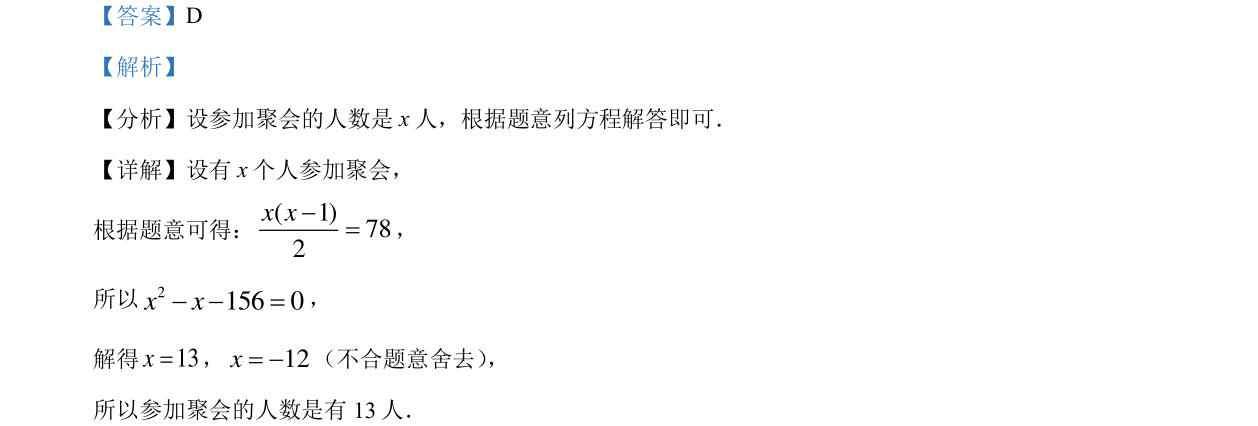 【答案】D
【解析】
【分析】设参加聚会的人数是 x 人，根据题意列方程解答即可．
【详解】设有 x 个人参加聚会，
根据题意可得：x(x−1)/2 = 78，
所以 x² − x − 156 = 0，
解得 x = 13， x = −12（不合题意舍去），
所以参加聚会的人数是有 13 人．